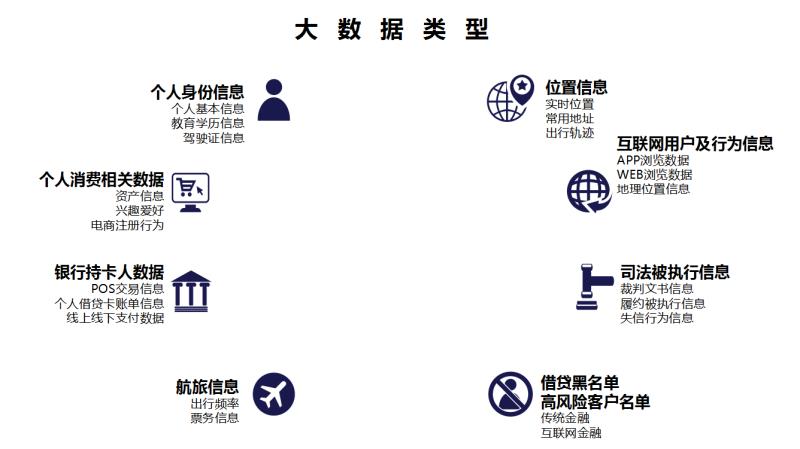 大数据类型
个人身份信息
个人基本信息
教育学历信息
驾驶证信息
个人消费相关数据
资产信息
兴趣爱好
电商注册行为
银行持卡人数据
POS交易信息
个人借贷卡账单信息
线上线下支付数据
航旅信息
出行频率
票务信息
位置信息
实时位置
常用地址
出行轨迹
互联网用户及行为信息
APP浏览数据
WEB浏览数据
地理位置信息
司法被执行信息
裁判文书信息
履约被执行信息
失信行为信息
借贷黑名单
高风险客户名单
传统金融
互联网金融